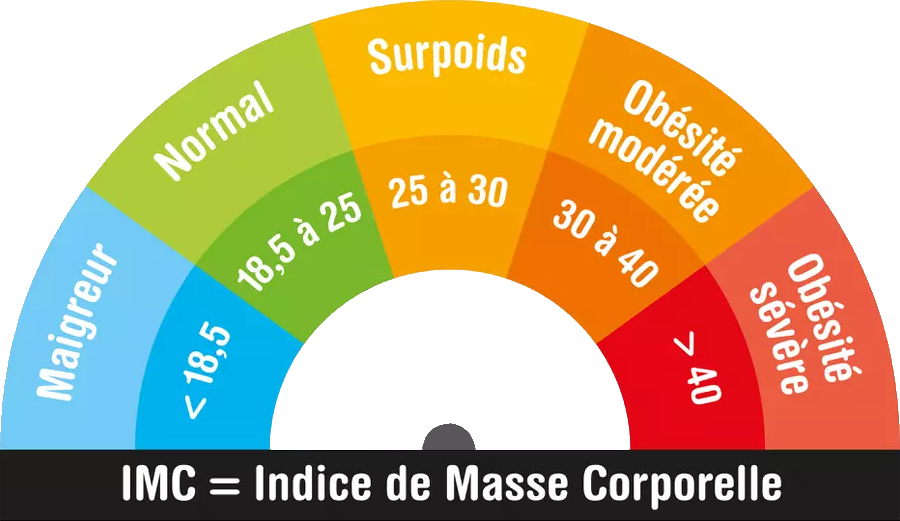 Maigreur
< 18,5
Normal
18,5 à 25
Surpoids
25 à 30
Obésité
modérée
30 à 40
Obésité
sévère
> 40
IMC = Indice de Masse Corporelle